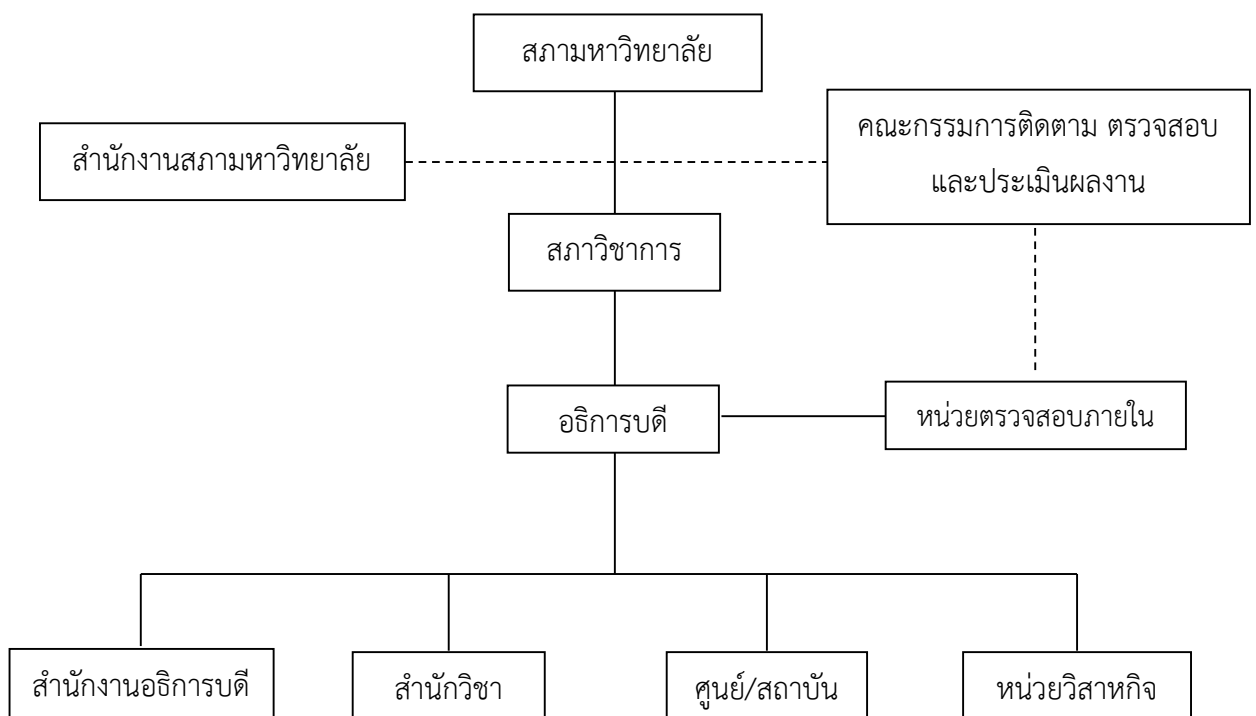 สภามหาวิทยาลัย
สำนักงานสภามหาวิทยาลัย
คณะกรรมการติดตาม ตรวจสอบ
และประเมินผลงาน
สภาวิชาการ
อธิการบดี
หน่วยตรวจสอบภายใน
สำนักงานอธิการบดี
สำนักวิชา
ศูนย์/สถาบัน
หน่วยวิสาหกิจ